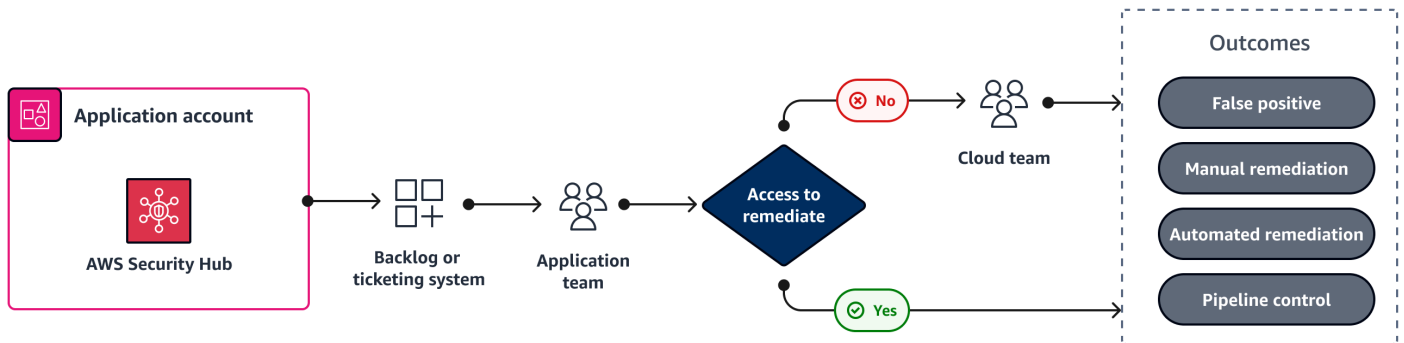 Application account
AWS Security Hub
Backlog or
ticketing system
Application
team
Access to
remediate
No
Cloud team
Yes
Outcomes
False positive
Manual remediation
Automated remediation
Pipeline control